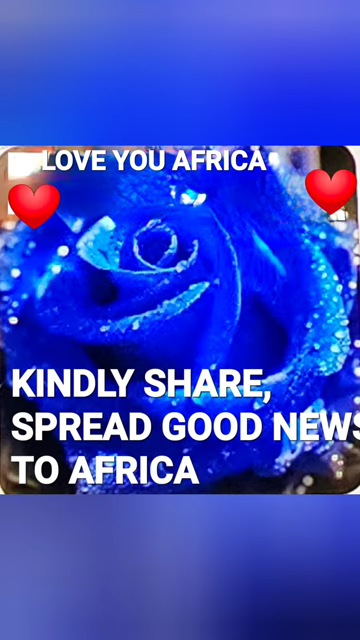 LOVE YOU AFRICA
KINDLY SHARE,
SPREAD GOOD NEWS
TO AFRICA